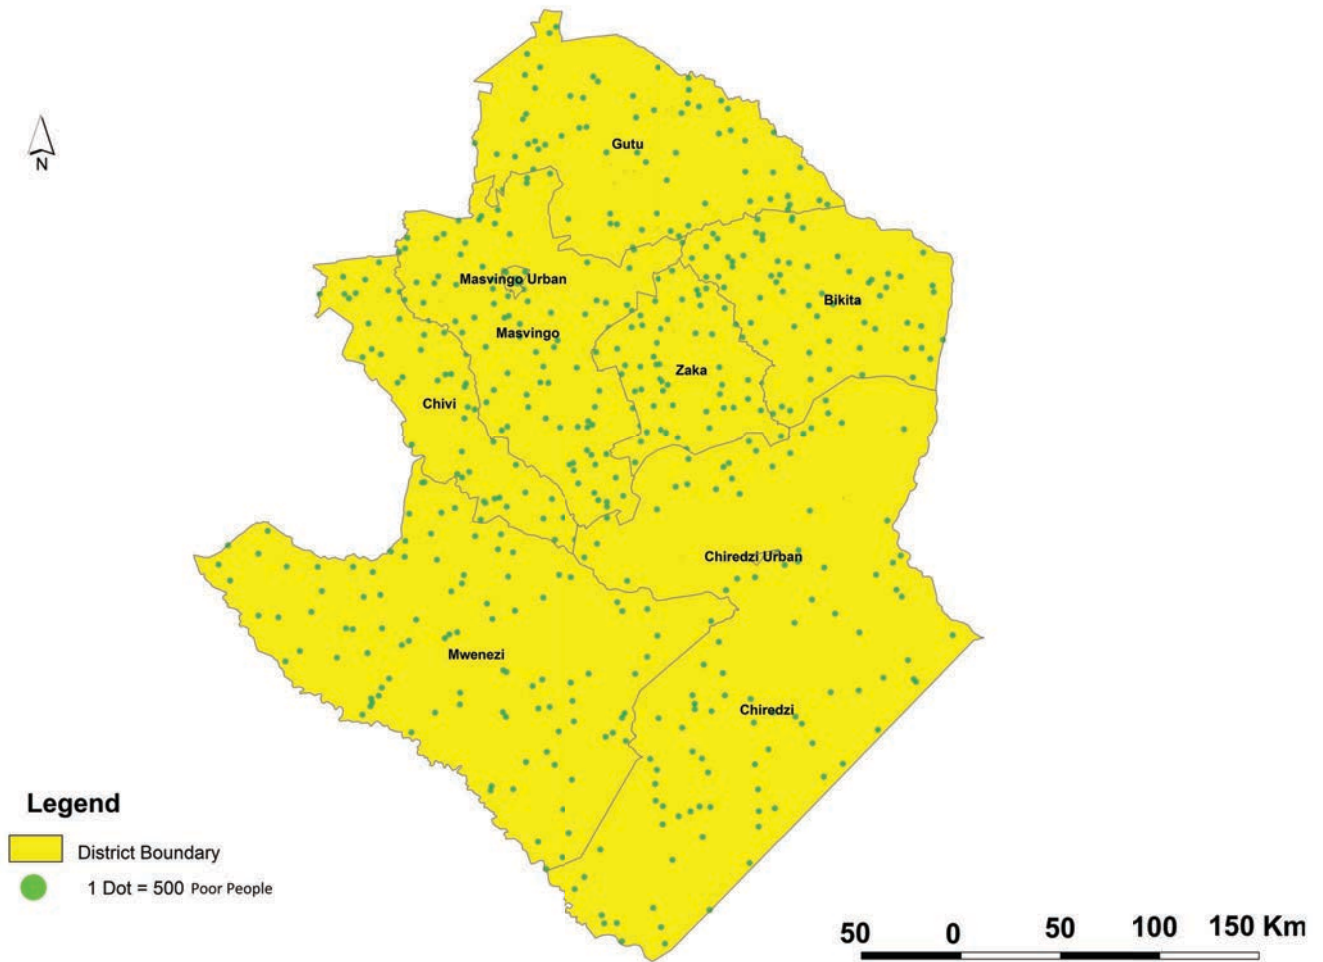 N
Gutu
Masvingo Urban
Bikita
Masvingo
Zaka
Chivi
Chiredzi Urban
Mwenezi
Chiredzi
Legend
District Boundary
1 Dot = 500 Poor People
50 0 50 100 150 Km